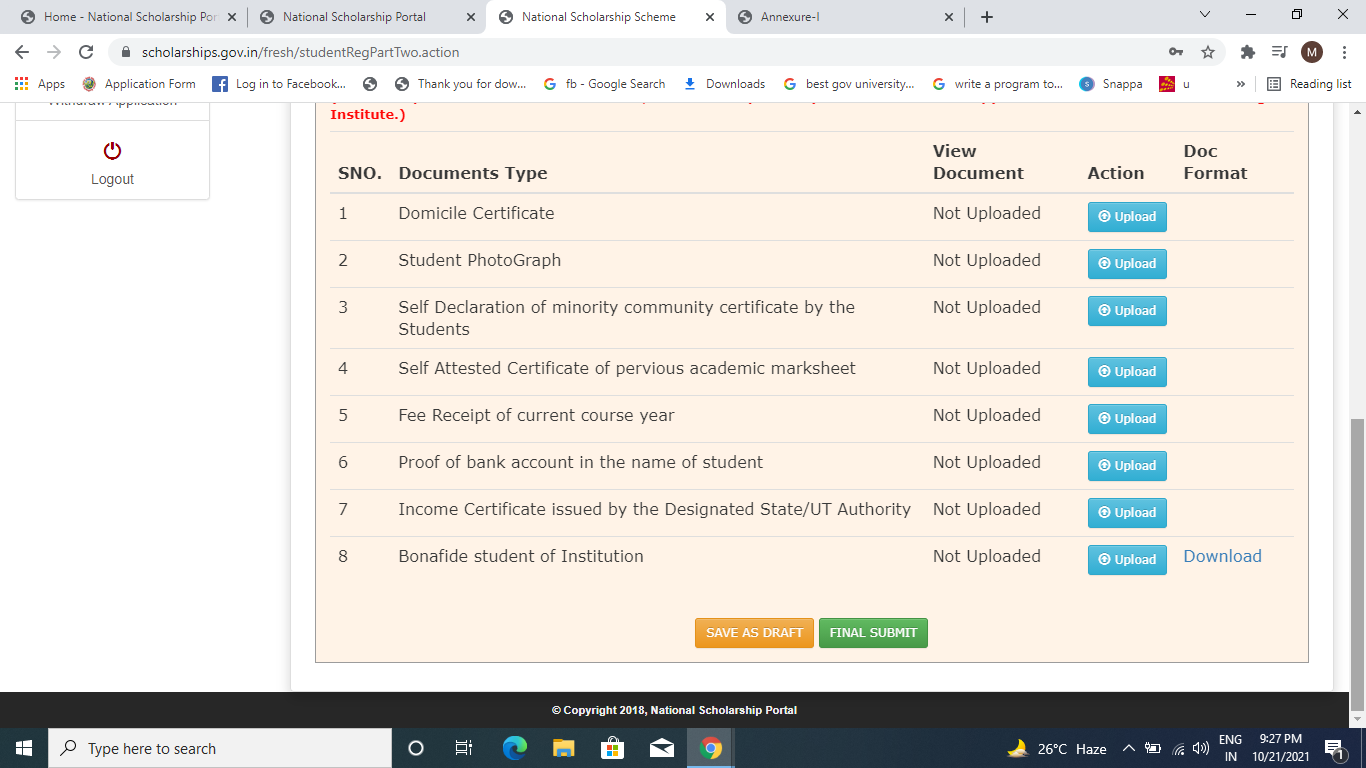 Home - National Scholarship Por
National Scholarship Portal
National Scholarship Scheme
Annexure-I
scholarships.gov.in/fresh/studentRegPartTwo.action
M
Apps
Application Form
Log in to Facebook...
Thank you for dow...
fb - Google Search
Downloads
best gov university...
write a program to...
Snappa
u
Reading list
Withdraw Application
Logout
Institute.)
SNO. Documents Type View Document Action Doc Format
1 Domicile Certificate Not Uploaded Upload
2 Student PhotoGraph Not Uploaded Upload
3 Self Declaration of minority community certificate by the Not Uploaded Upload
Students
4 Self Attested Certificate of pervious academic marksheet Not Uploaded Upload
5 Fee Receipt of current course year Not Uploaded Upload
6 Proof of bank account in the name of student Not Uploaded Upload
7 Income Certificate issued by the Designated State/UT Authority Not Uploaded Upload
8 Bonafide student of Institution Not Uploaded Upload Download
SAVE AS DRAFT FINAL SUBMIT
© Copyright 2018, National Scholarship Portal
Type here to search
26°C Haze
ENG
IN
9:27 PM
10/21/2021
1